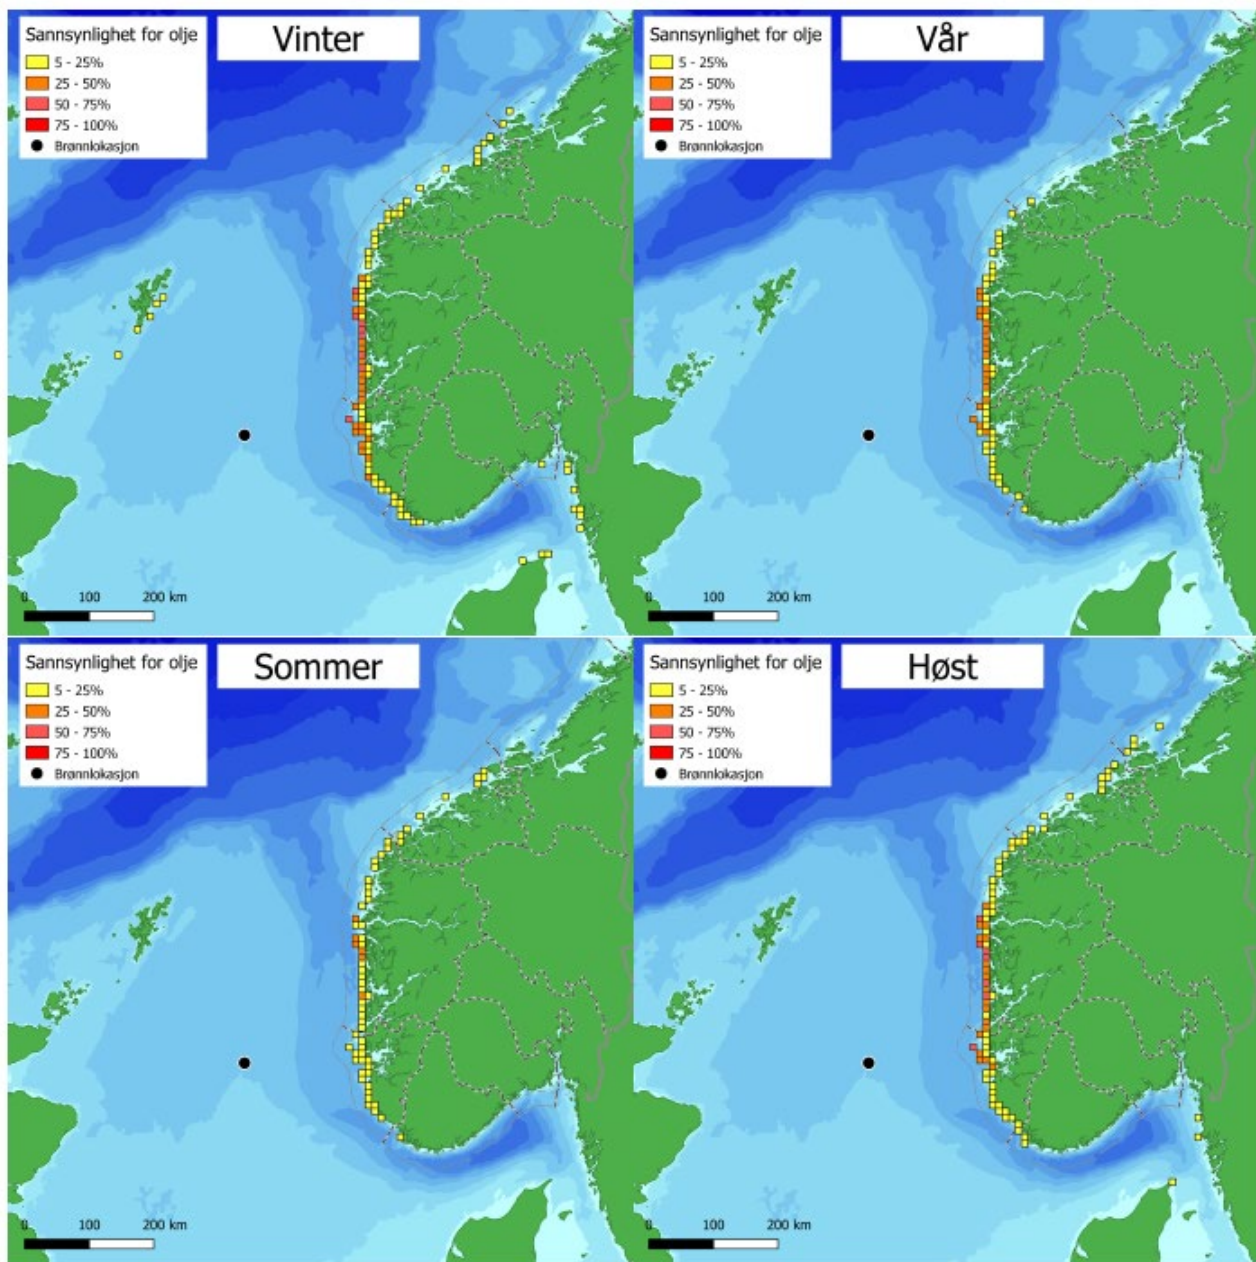 Sannsynlighet for olje
Vinter
5 - 25%
25 - 50%
50 - 75%
75 - 100%
Brønnlokasjon
0 100 200 km
Sannsynlighet for olje
Vår
5 - 25%
25 - 50%
50 - 75%
75 - 100%
Brønnlokasjon
0 100 200 km
Sannsynlighet for olje
Sommer
5 - 25%
25 - 50%
50 - 75%
75 - 100%
Brønnlokasjon
0 100 200 km
Sannsynlighet for olje
Høst
5 - 25%
25 - 50%
50 - 75%
75 - 100%
Brønnlokasjon
0 100 200 km